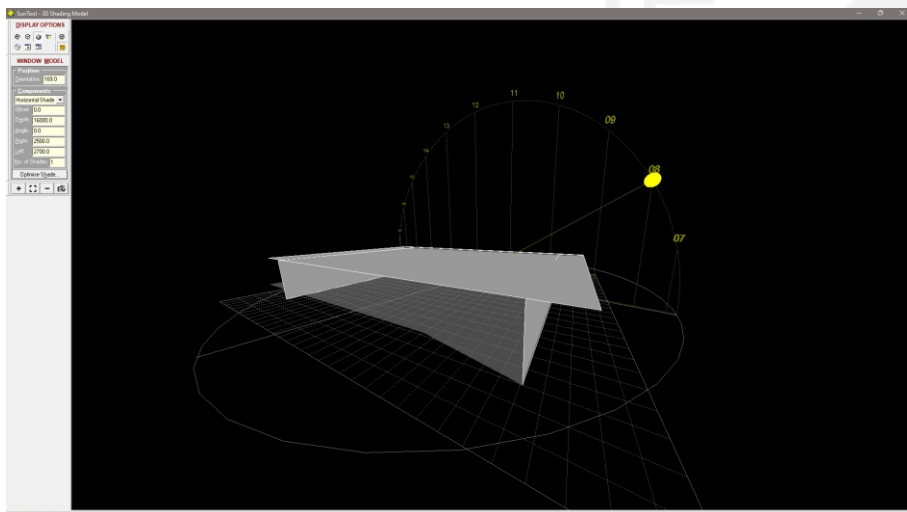 SunTool - 3D Shading Model
DISPLAY OPTIONS
WINDOW MODEL
Position
Orientation: 169.0
Components
Horizontal Shade
Offset: 0.0
Depth: 16000.0
Angle: 0.0
Right: 2500.0
Left: 2700.0
No. of Shades: 1
Optimise Shade...
13
12
11
10
09
08
07